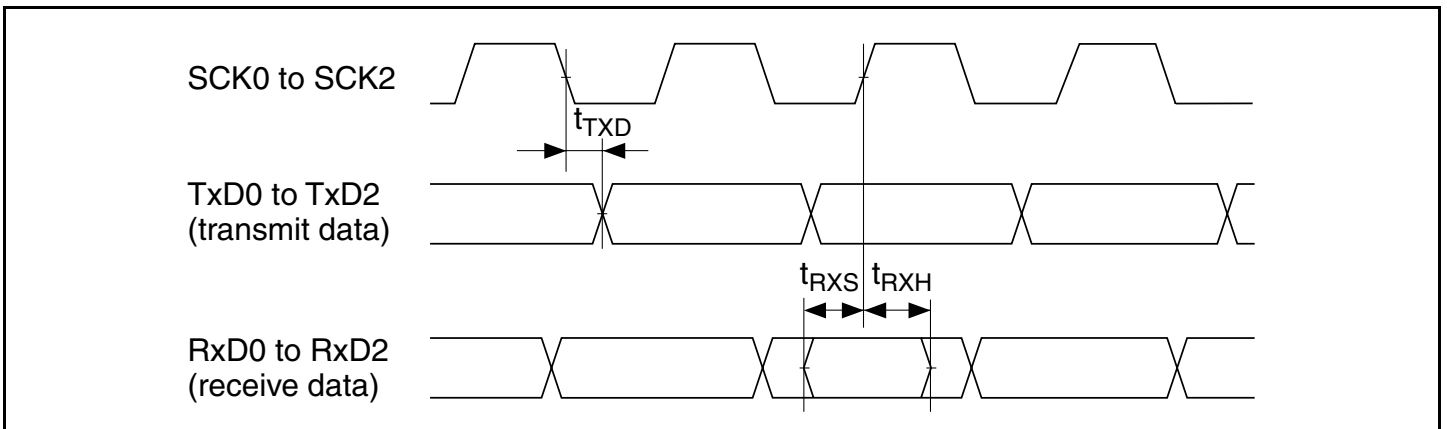 SCK0 to SCK2
tTXD
TxD0 to TxD2
(transmit data)
tRXS tRXH
RxD0 to RxD2
(receive data)